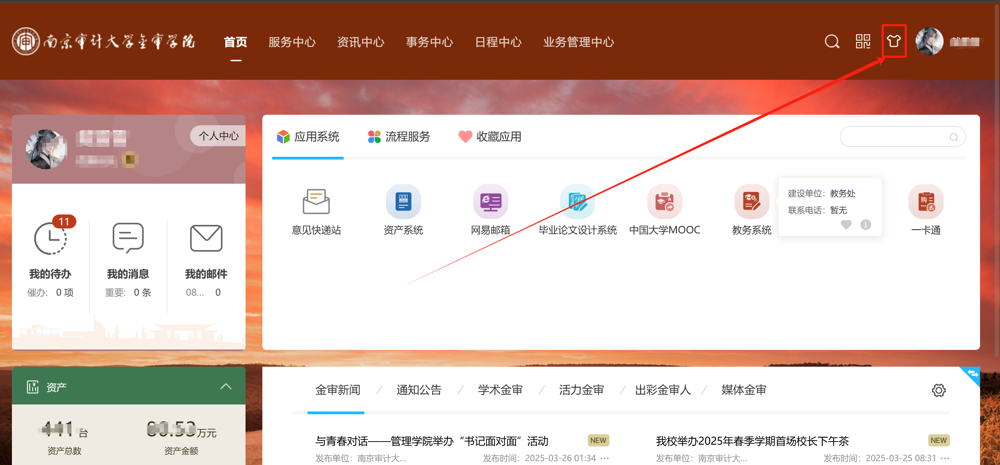 南京审计大学金审学院
首页 服务中心 资讯中心 事务中心 日程中心 业务管理中心
个人中心
应用系统 流程服务 收藏应用
11
我的待办 我的消息 我的邮件
催办: 0 项 重要: 0 条 08... 0
意见快递站 资产系统 网易邮箱 毕业论文设计系统 中国大学MOOC 教务系统 一卡通
建设单位：教务处
联系电话：暂无
购
资产
台 万元
资产总数 资产金额
金审新闻 / 通知公告 / 学术金审 / 活力金审 / 出彩金审人 / 媒体金审
与青春对话——管理学院举办“书记面对面”活动 NEW
发布单位：南京审计大... 发布时间：2025-03-26 01:34 ···
我校举办2025年春季学期首场校长下午茶 NEW
发布单位：南京审计大... 发布时间：2025-03-25 08:31 ···